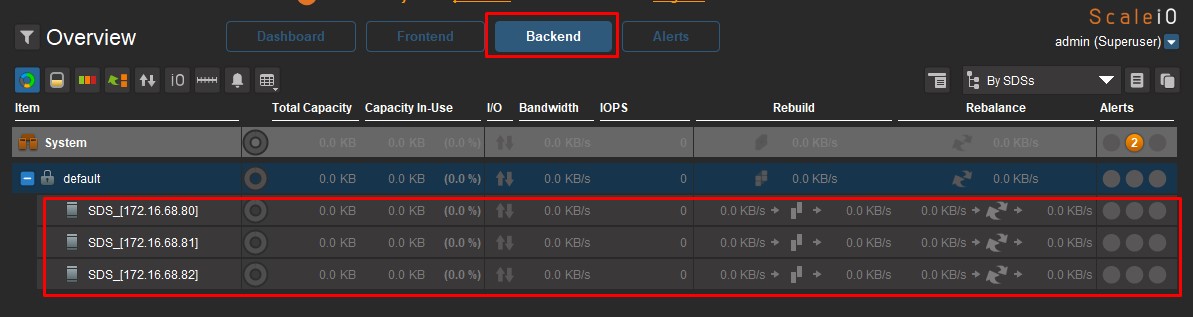 ScaleiO
Overview
Dashboard Frontend Backend Alerts
admin (Superuser)
iO
By SDSs
Item Total Capacity Capacity In-Use I/O Bandwidth IOPS Rebuild Rebalance Alerts
System 0.0 KB 0.0 KB (0.0 %) 0.0 KB/s 0 0.0 KB/s 0.0 KB/s 2
default 0.0 KB 0.0 KB (0.0 %) 0.0 KB/s 0 0.0 KB/s 0.0 KB/s
SDS_[172.16.68.80] 0.0 KB 0.0 KB (0.0 %) 0.0 KB/s 0 0.0 KB/s 0.0 KB/s 0.0 KB/s 0.0 KB/s
SDS_[172.16.68.81] 0.0 KB 0.0 KB (0.0 %) 0.0 KB/s 0 0.0 KB/s 0.0 KB/s 0.0 KB/s 0.0 KB/s
SDS_[172.16.68.82] 0.0 KB 0.0 KB (0.0 %) 0.0 KB/s 0 0.0 KB/s 0.0 KB/s 0.0 KB/s 0.0 KB/s